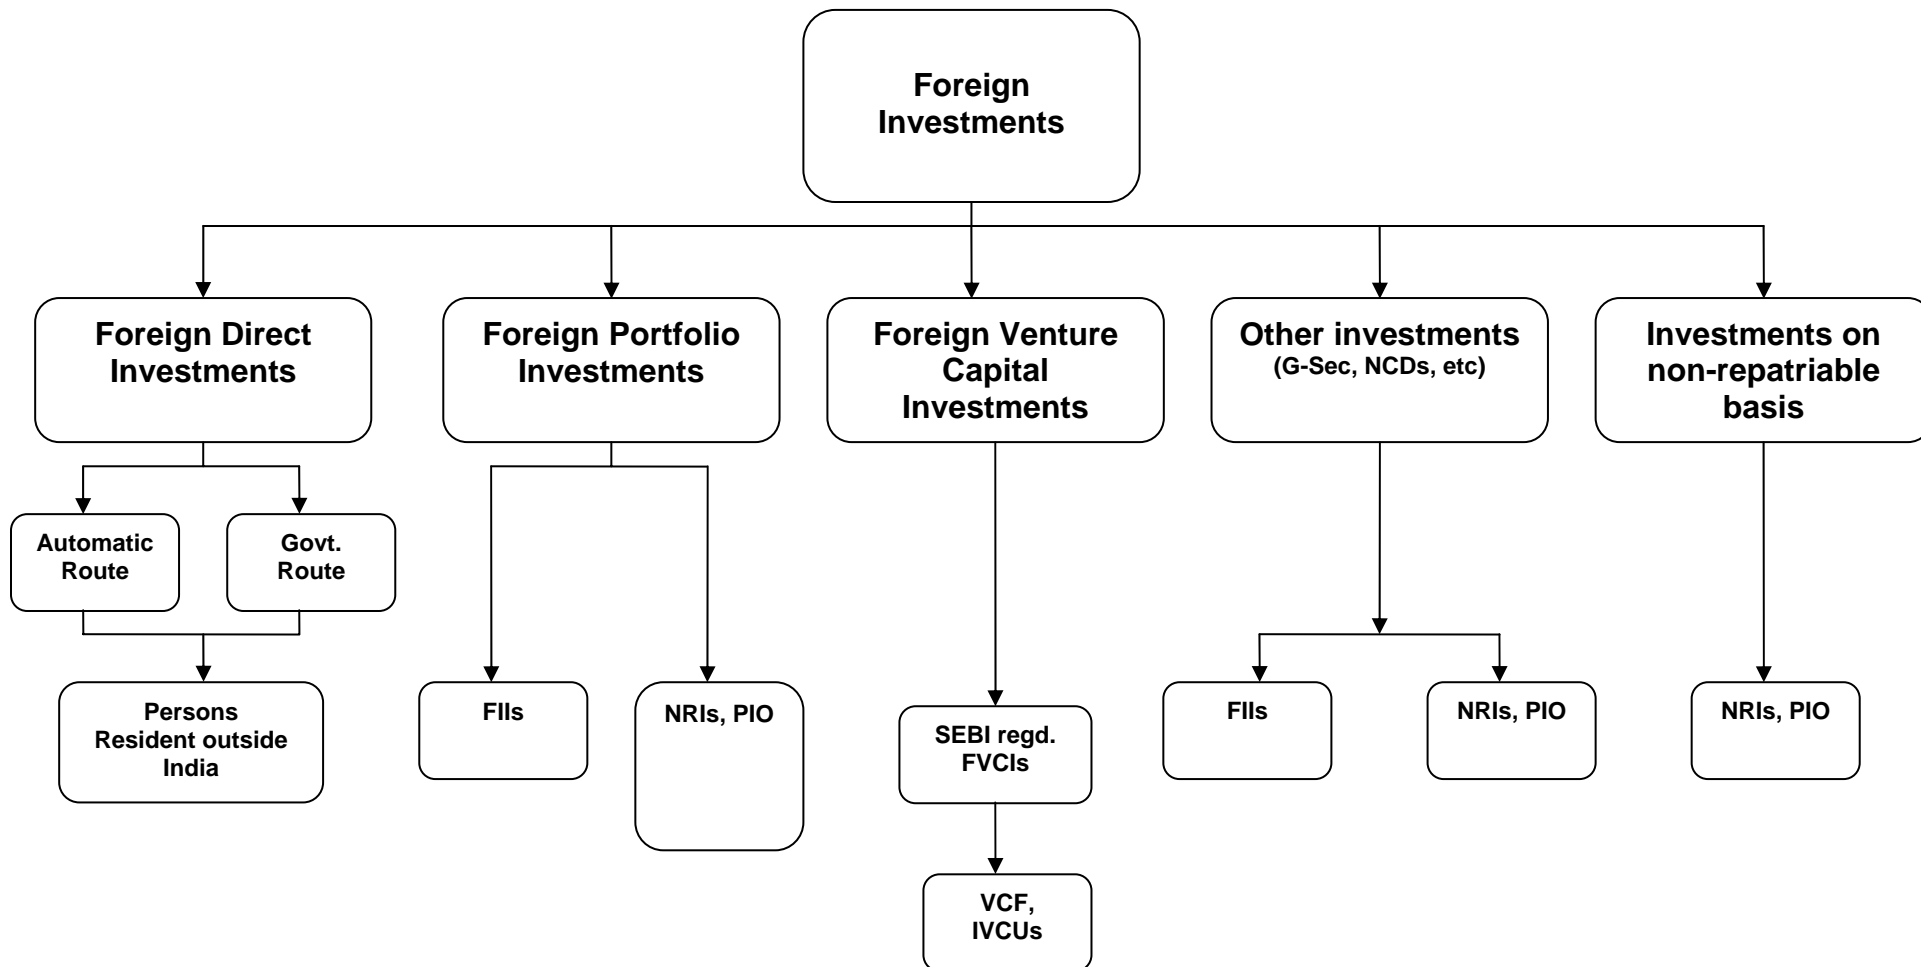 Foreign
Investments
Foreign Direct
Investments
Foreign Portfolio
Investments
Foreign Venture
Capital
Investments
Other investments
(G-Sec, NCDs, etc)
Investments on
non-repatriable
basis
Automatic
Route
Govt.
Route
Persons
Resident outside
India
FIIs
NRIs, PIO
SEBI regd.
FVCIs
FIIs
NRIs, PIO
NRIs, PIO
VCF,
IVCUs